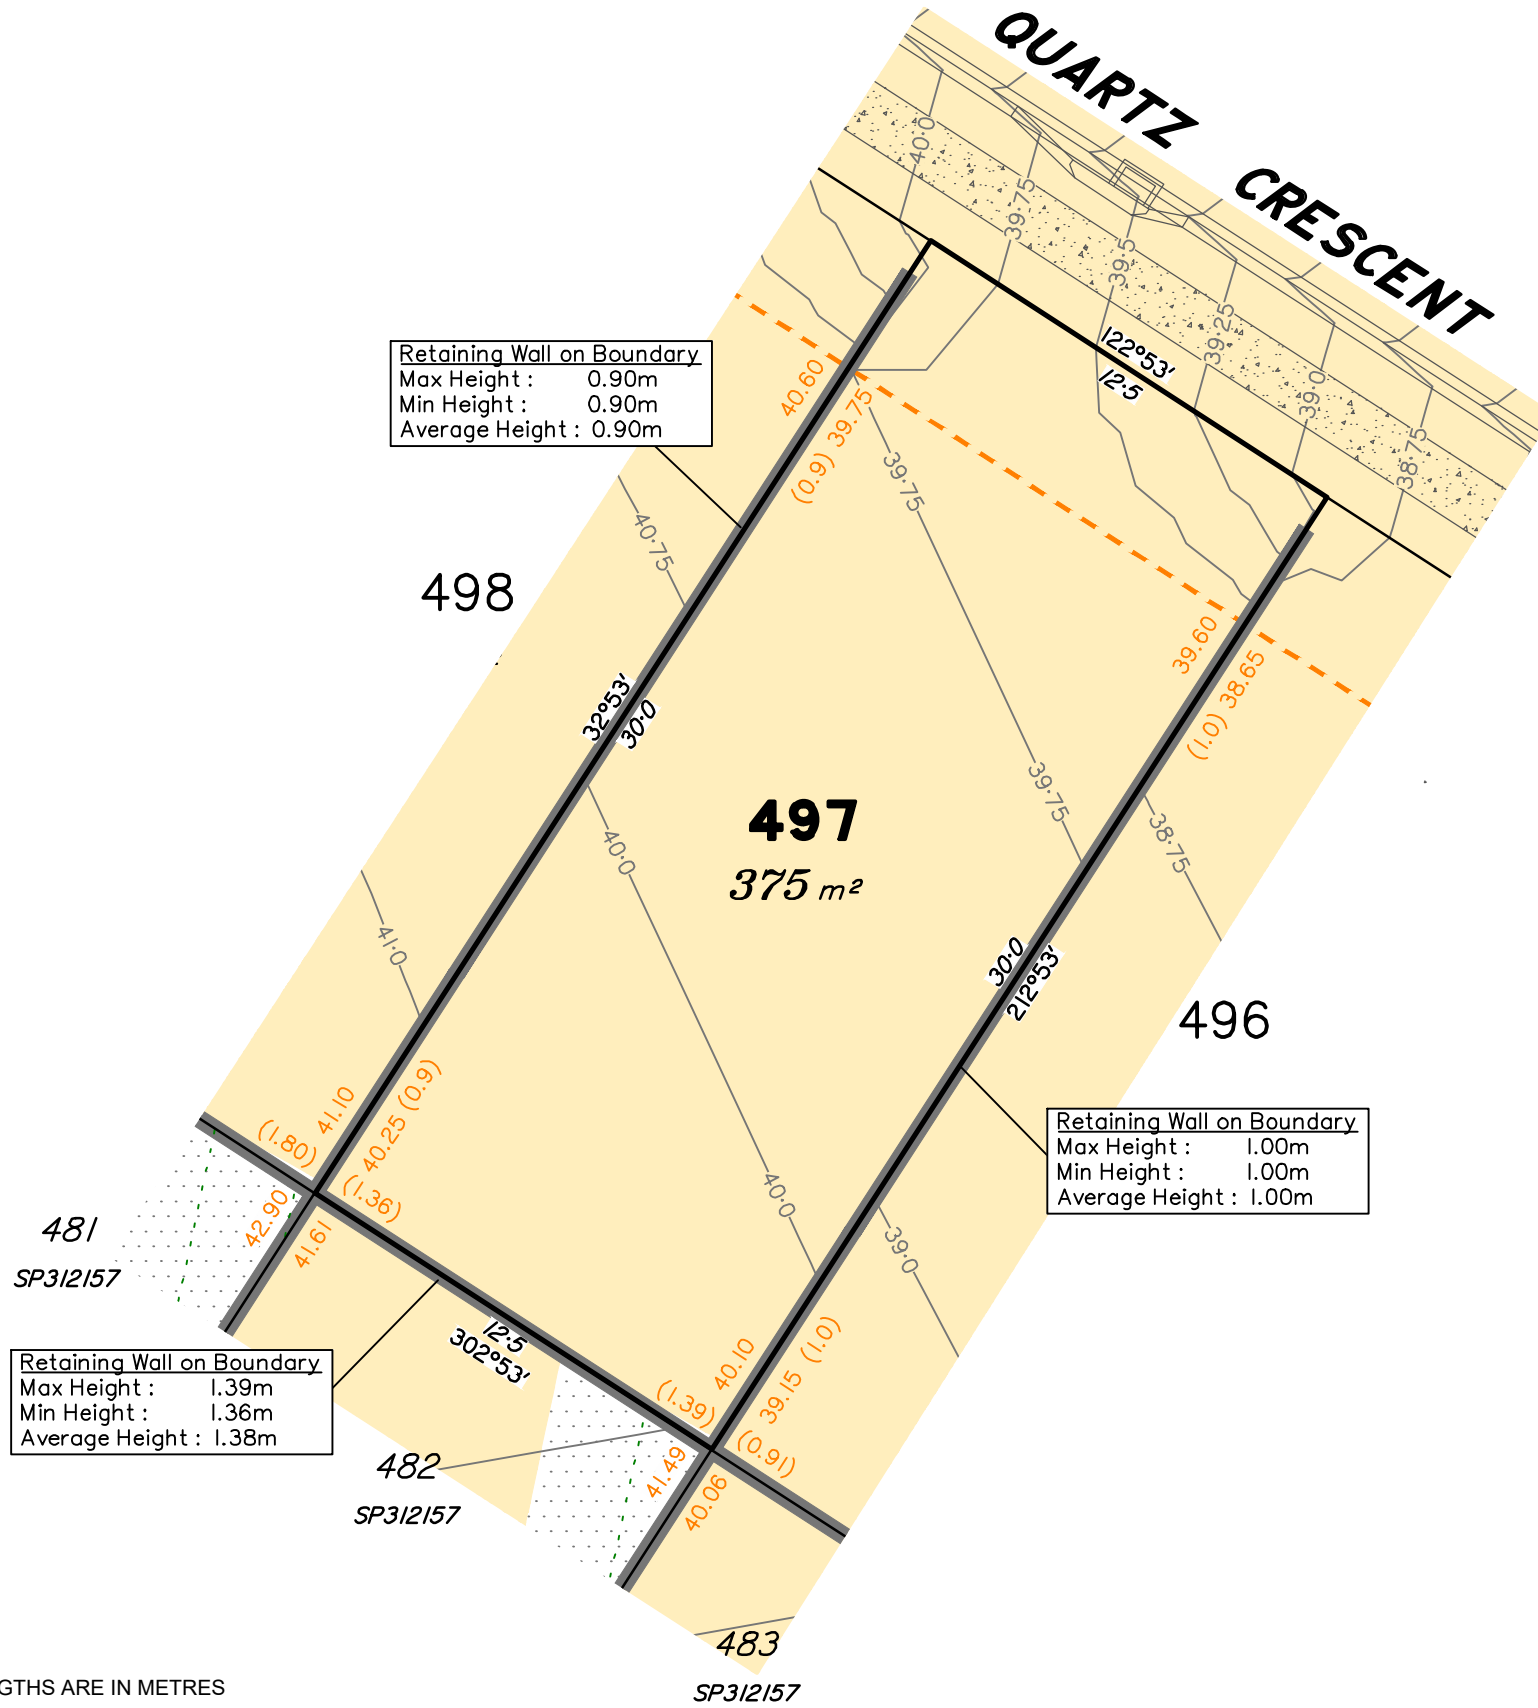 QUARTZ CRESCENT
40·0
39·75
39·5
39·25
39·0
38·75
122°53'
12·5
Retaining Wall on Boundary
Max Height : 0.90m
Min Height : 0.90m
Average Height : 0.90m
40.60
(0.9) 39.75
39·75
40·75
498
39.60
(1.0) 38.65
32°53'
30·0
39·75
38·75
497
375 m²
40·0
41·0
30·0
212°53'
496
41.10
40.25 (0.9)
(1.80)
(1.36)
42.90
41.61
40·0
39·0
Retaining Wall on Boundary
Max Height : 1.00m
Min Height : 1.00m
Average Height : 1.00m
481
SP312157
12·5
302°53'
Retaining Wall on Boundary
Max Height : 1.39m
Min Height : 1.36m
Average Height : 1.38m
40.10
39.15 (1.0)
(1.39)
(0.91)
41.49
40.06
482
SP312157
483
SP312157
GTHS ARE IN METRES